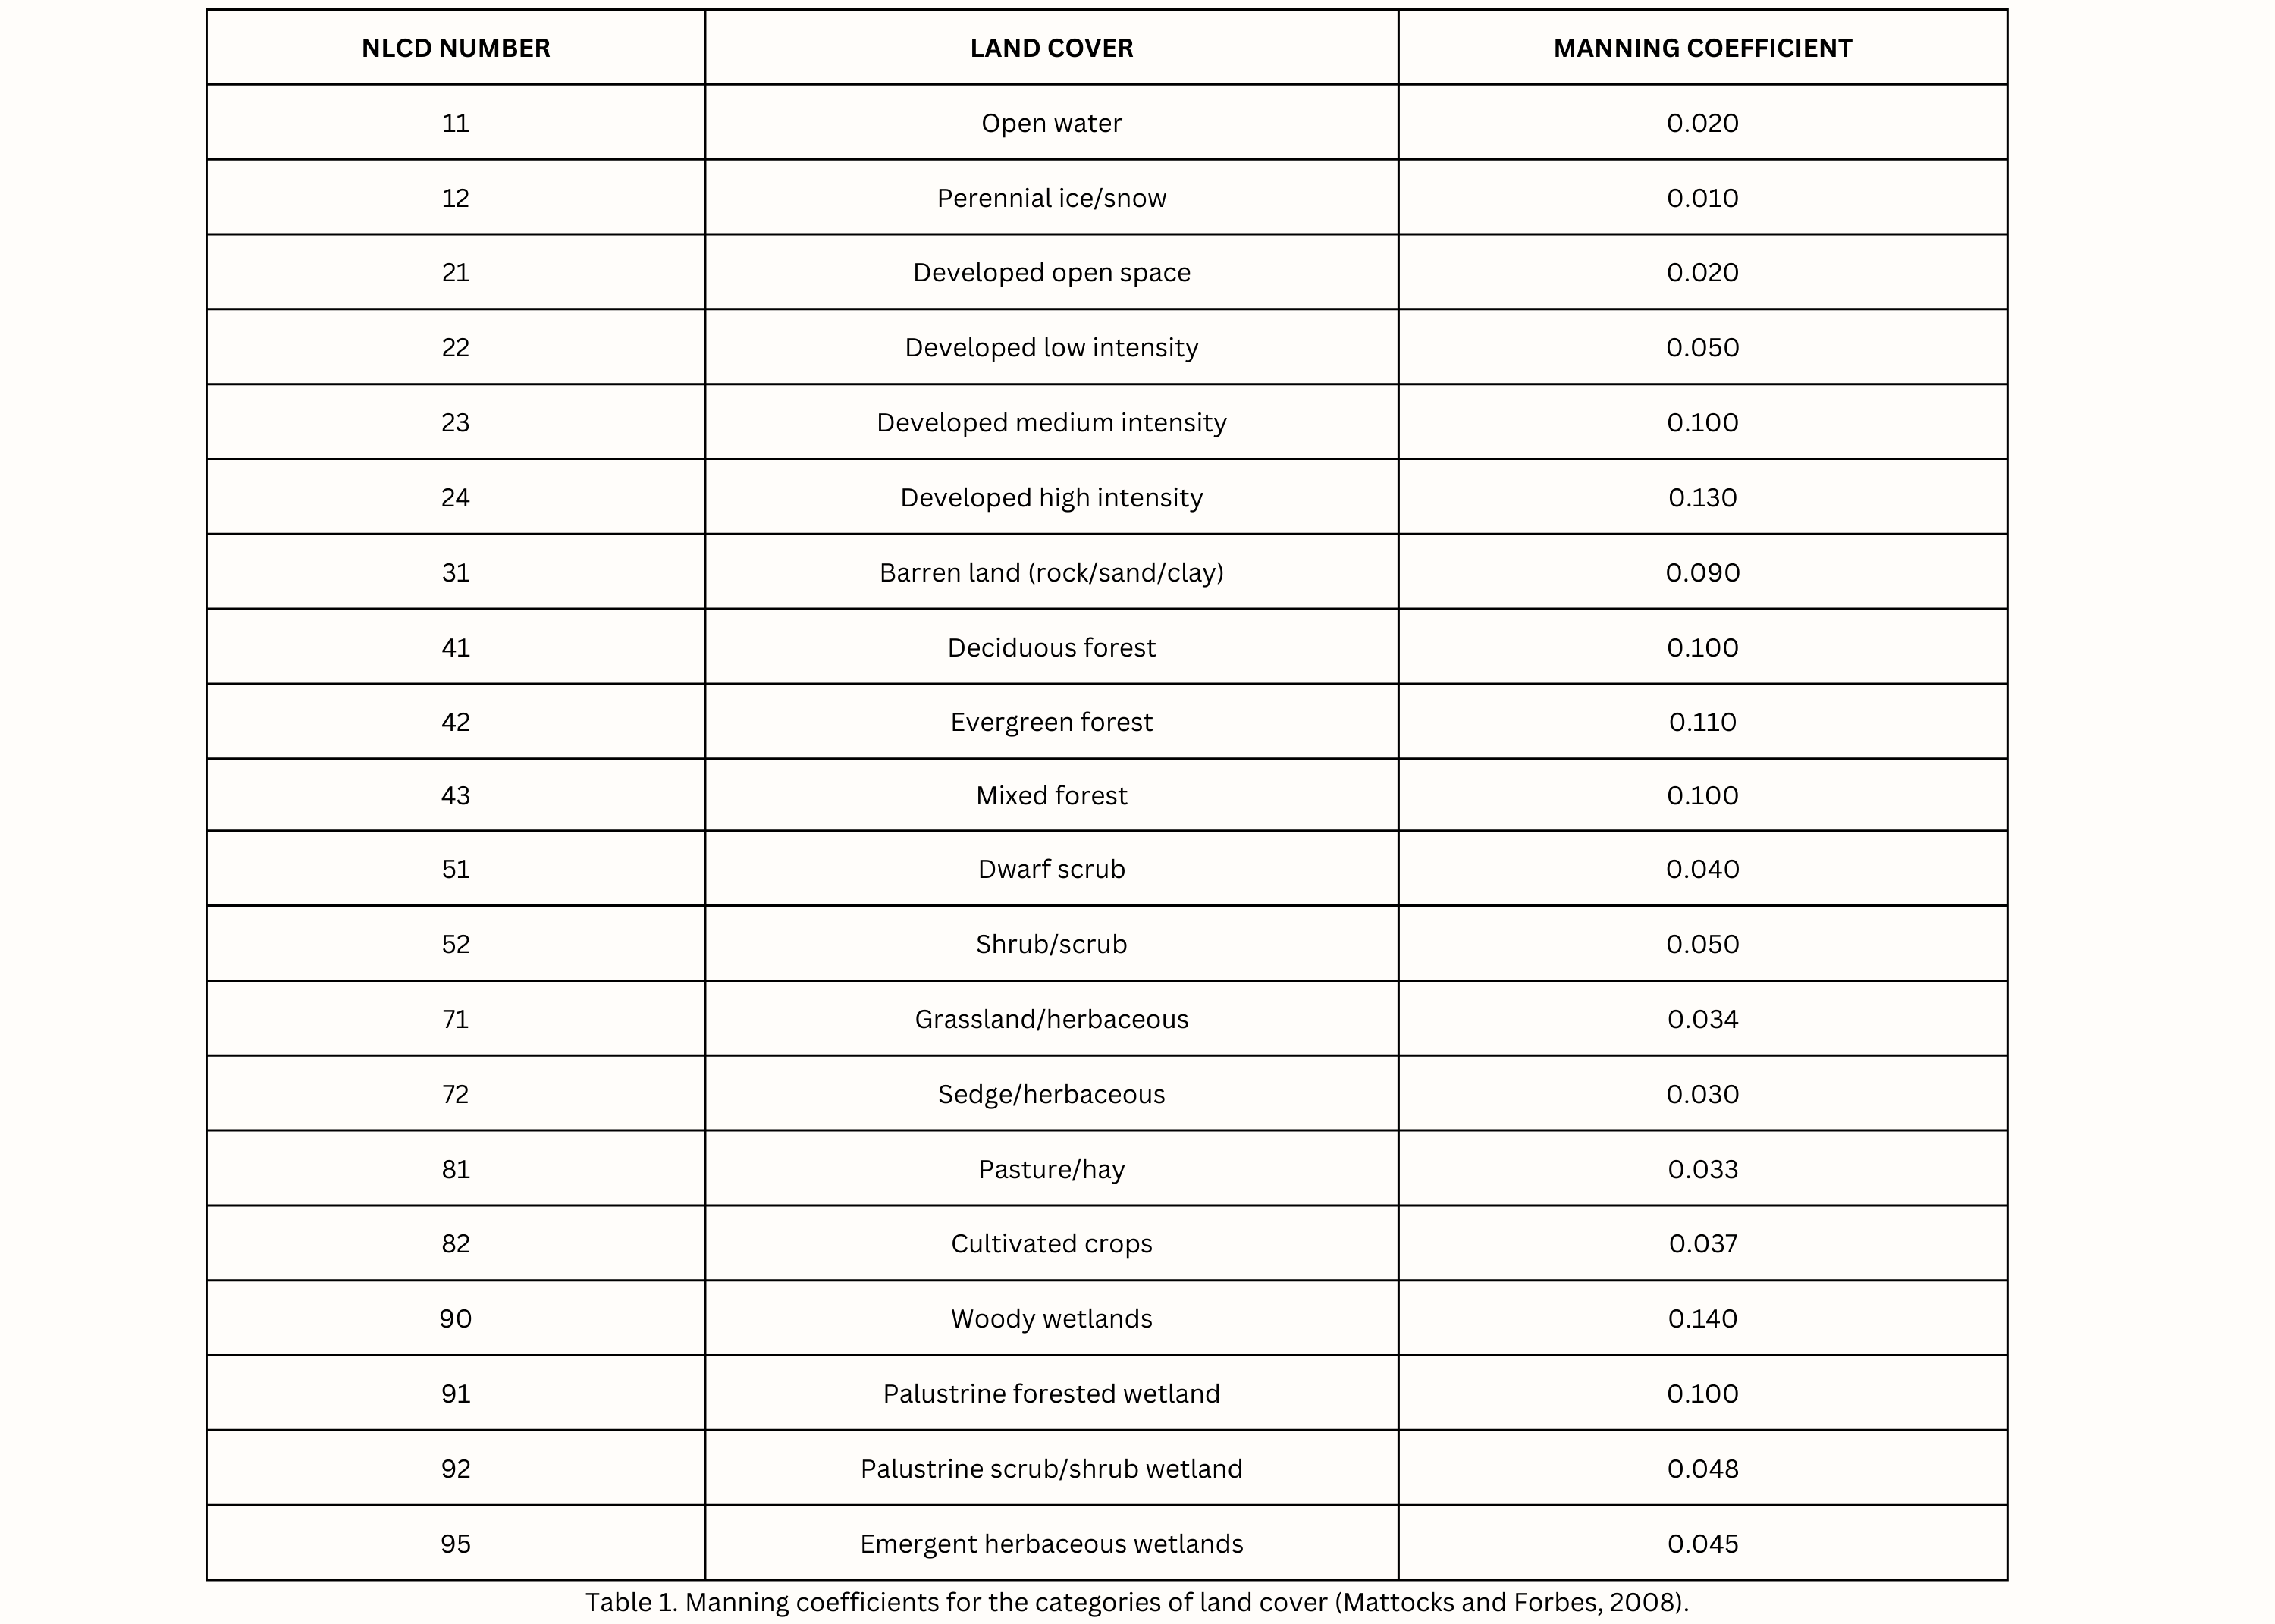 NLCD NUMBER LAND COVER MANNING COEFFICIENT
11 Open water 0.020
12 Perennial ice/snow 0.010
21 Developed open space 0.020
22 Developed low intensity 0.050
23 Developed medium intensity 0.100
24 Developed high intensity 0.130
31 Barren land (rock/sand/clay) 0.090
41 Deciduous forest 0.100
42 Evergreen forest 0.110
43 Mixed forest 0.100
51 Dwarf scrub 0.040
52 Shrub/scrub 0.050
71 Grassland/herbaceous 0.034
72 Sedge/herbaceous 0.030
81 Pasture/hay 0.033
82 Cultivated crops 0.037
90 Woody wetlands 0.140
91 Palustrine forested wetland 0.100
92 Palustrine scrub/shrub wetland 0.048
95 Emergent herbaceous wetlands 0.045
Table 1. Manning coefficients for the categories of land cover (Mattocks and Forbes, 2008).